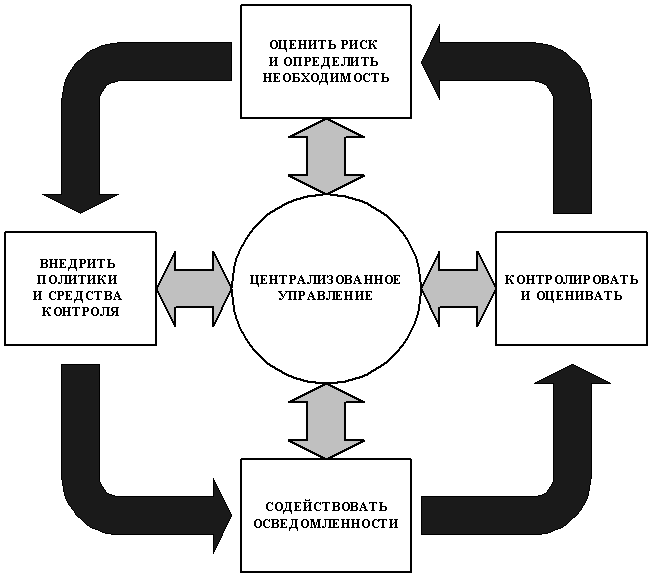 ОЦЕНИТЬ РИСК
И ОПРЕДЕЛИТЬ
НЕОБХОДИМОСТЬ
ВНЕДРИТЬ
ПОЛИТИКИ
И СРЕДСТВА
КОНТРОЛЯ
ЦЕНТРАЛИЗОВАННОЕ
УПРАВЛЕНИЕ
КОНТРОЛИРОВАТЬ
И ОЦЕНИВАТЬ
СОДЕЙСТВОВАТЬ
ОСВЕДОМЛЕННОСТИ